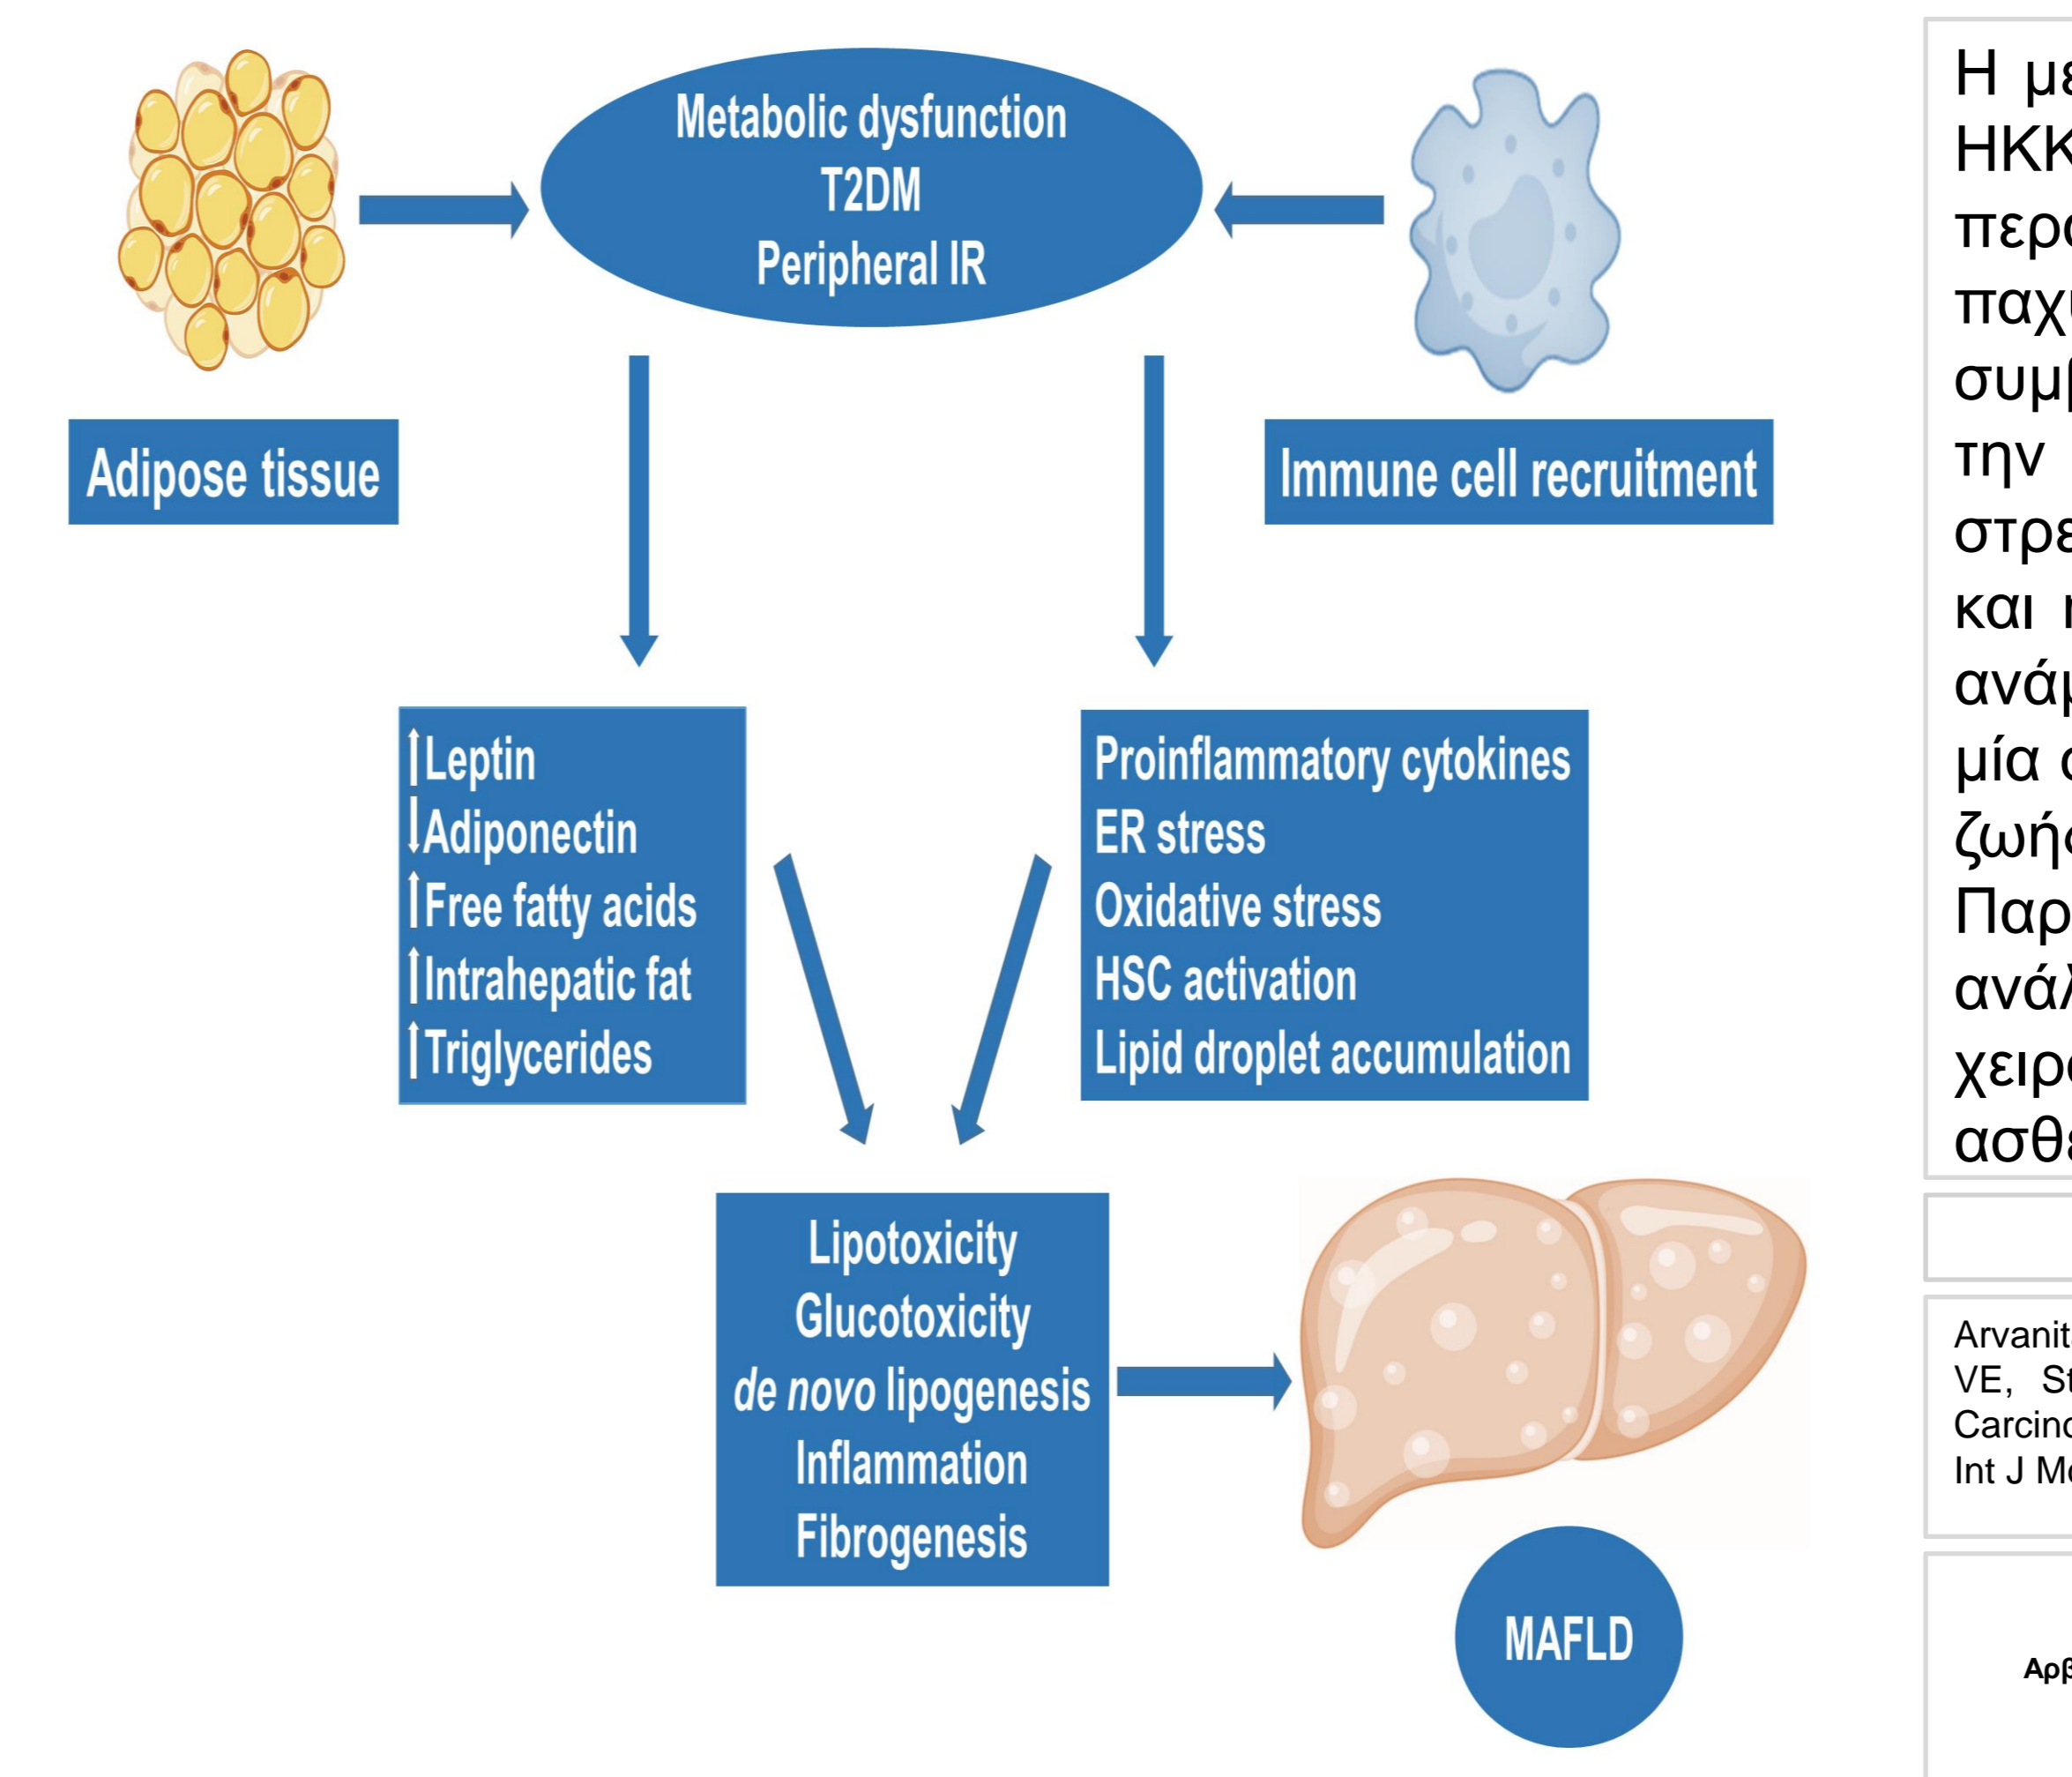 Metabolic dysfunction
T2DM
Peripheral IR
Adipose tissue
Immune cell recruitment
↑Leptin
↓Adiponectin
↑Free fatty acids
↑Intrahepatic fat
↑Triglycerides
Proinflammatory cytokines
ER stress
Oxidative stress
HSC activation
Lipid droplet accumulation
Lipotoxicity
Glucotoxicity
de novo lipogenesis
Inflammation
Fibrogenesis
MAFLD
Η
την
και
μία
VE,
Int J